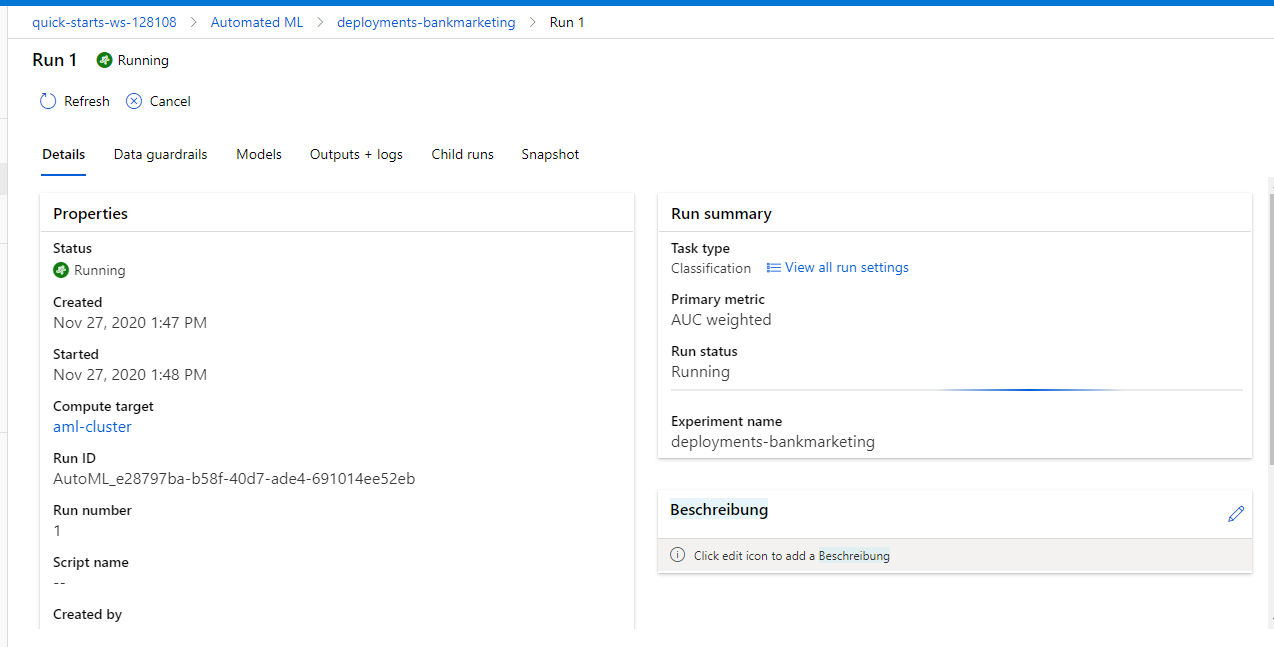 quick-starts-ws-128108 > Automated ML > deployments-bankmarketing > Run 1
Run 1 Running
Refresh Cancel
Details Data guardrails Models Outputs + logs Child runs Snapshot
Properties
Status
Running
Created
Nov 27, 2020 1:47 PM
Started
Nov 27, 2020 1:48 PM
Compute target
aml-cluster
Run ID
AutoML_e28797ba-b58f-40d7-ade4-691014ee52eb
Run number
1
Script name
--
Created by
Run summary
Task type
Classification View all run settings
Primary metric
AUC weighted
Run status
Running
Experiment name
deployments-bankmarketing
Beschreibung
Click edit icon to add a Beschreibung